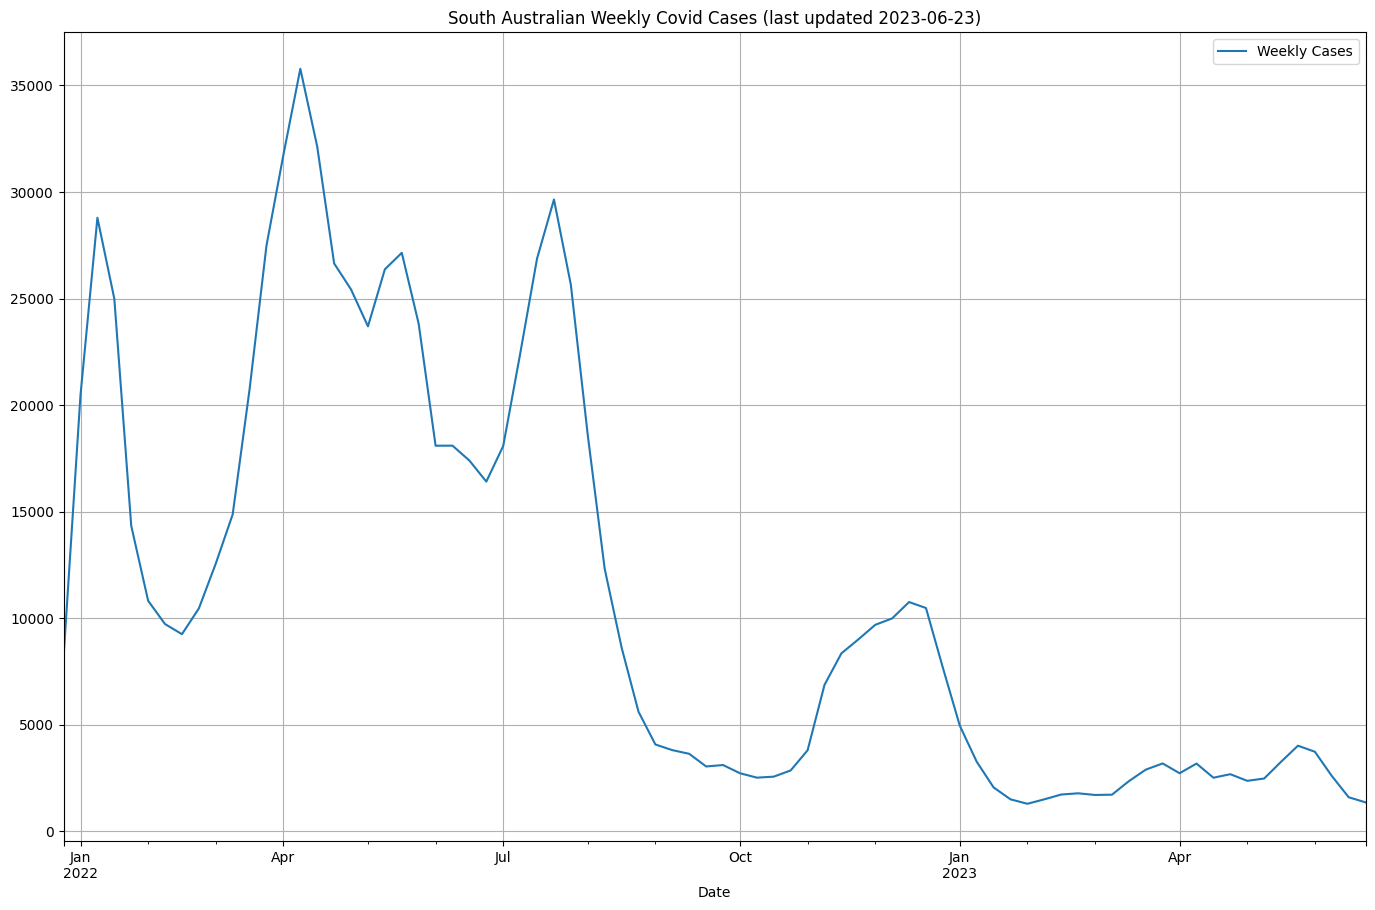 South Australian Weekly Covid Cases (last updated 2023-06-23)
Weekly Cases
35000
30000
25000
20000
15000
10000
5000
0
Jan Apr Jul Oct Jan Apr
2022 2023
Date